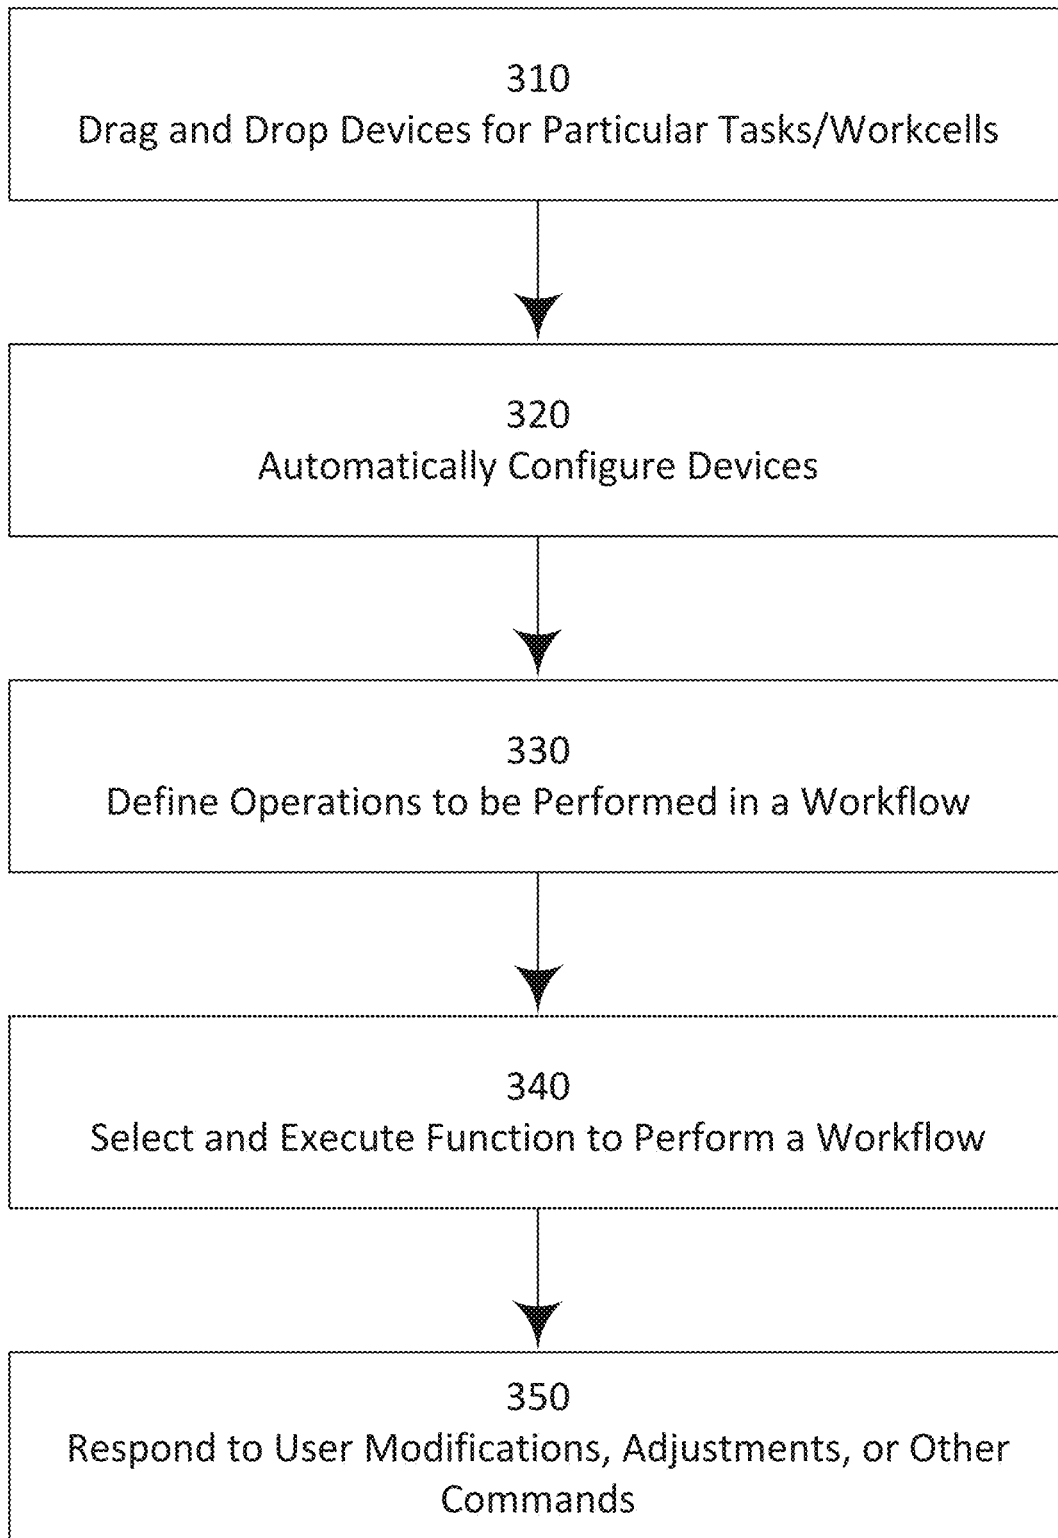 310
Drag and Drop Devices for Particular Tasks/Workcells
320
Automatically Configure Devices
330
Define Operations to be Performed in a Workflow
340
Select and Execute Function to Perform a Workflow
350
Respond to User Modifications, Adjustments, or Other
Commands